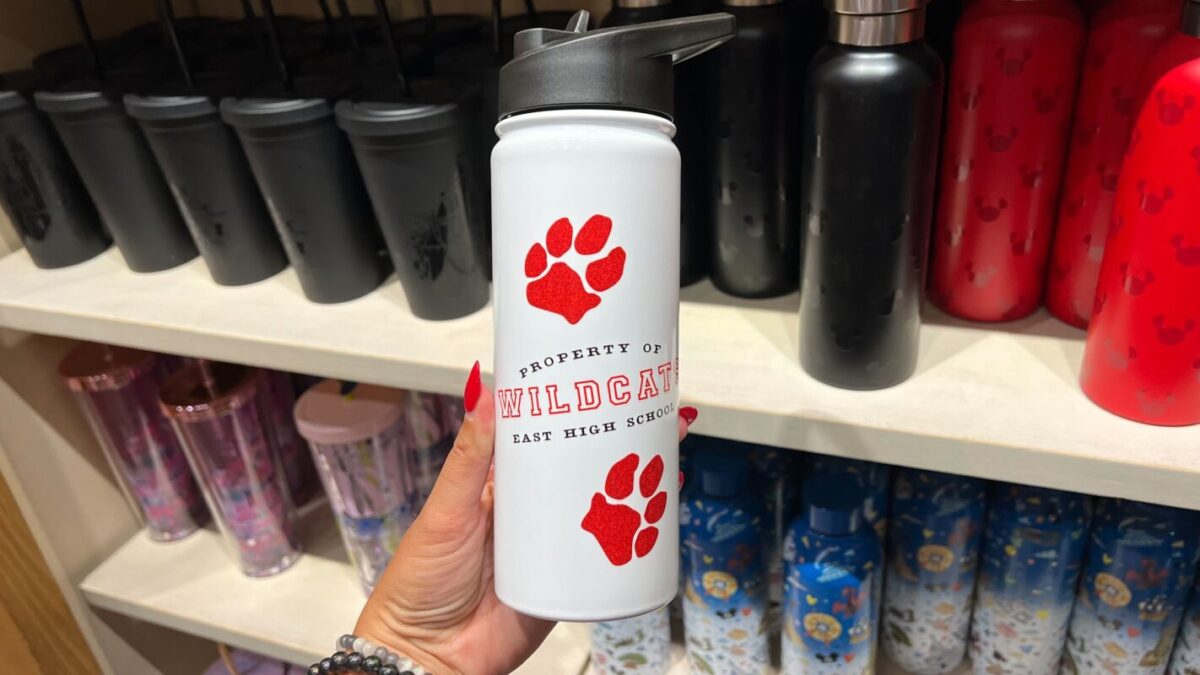 PROPERTY OF
WILDCATS
EAST HIGH SCHOOL